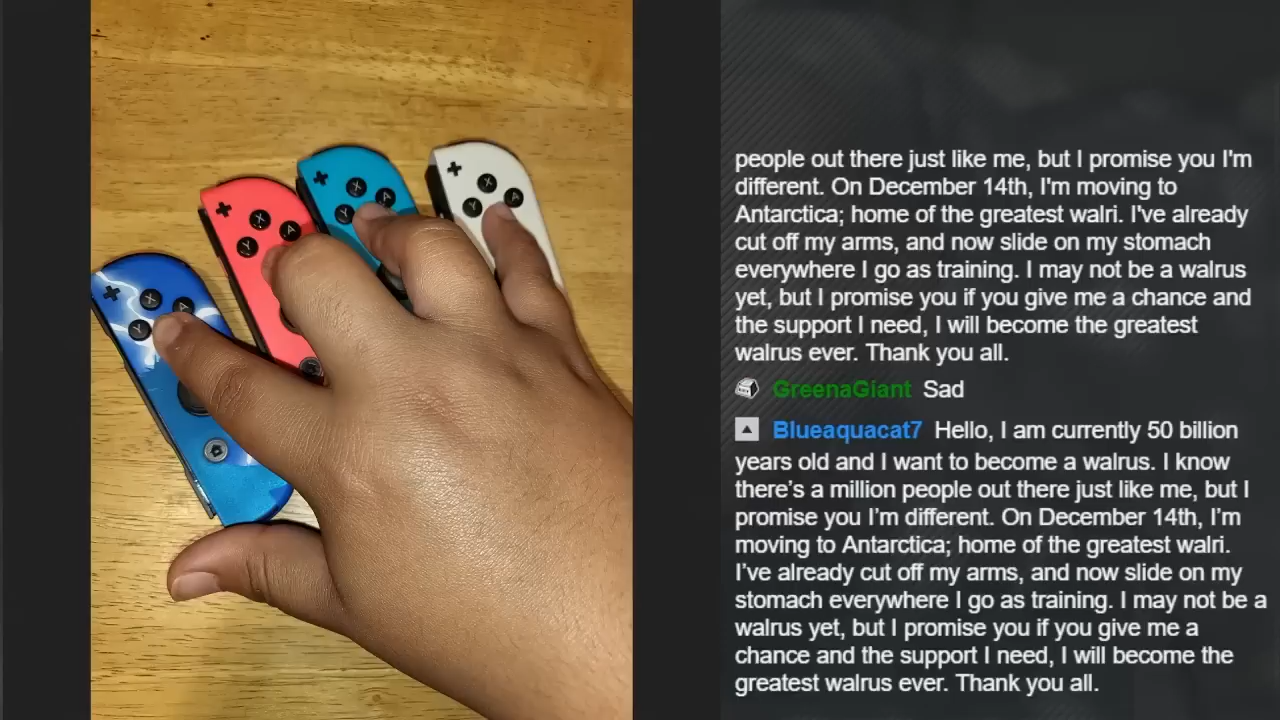 X
A
Y
X
A
Y
X
A
Y
X
A
Y
people out there just like me, but I promise you I'm
different. On December 14th, I'm moving to
Antarctica; home of the greatest walri. I've already
cut off my arms, and now slide on my stomach
everywhere I go as training. I may not be a walrus
yet, but I promise you if you give me a chance and
the support I need, I will become the greatest
walrus ever. Thank you all.
GreenaGiant Sad
Blueaquacat7 Hello, I am currently 50 billion
years old and I want to become a walrus. I know
there’s a million people out there just like me, but I
promise you I’m different. On December 14th, I’m
moving to Antarctica; home of the greatest walri.
I’ve already cut off my arms, and now slide on my
stomach everywhere I go as training. I may not be a
walrus yet, but I promise you if you give me a
chance and the support I need, I will become the
greatest walrus ever. Thank you all.